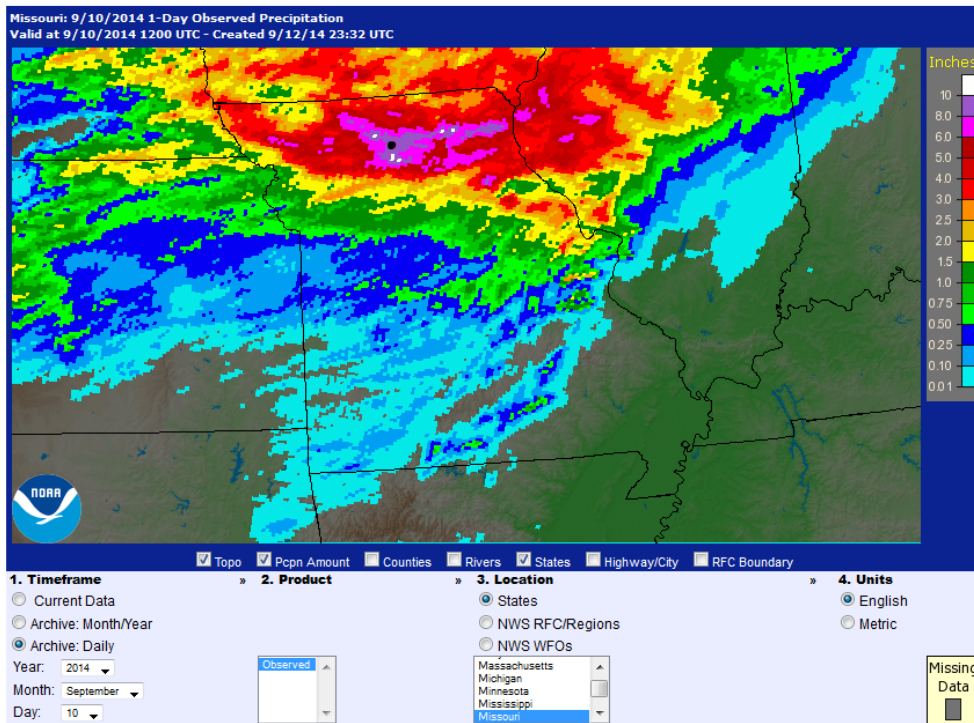 Missouri: 9/10/2014 1-Day Observed Precipitation
Valid at 9/10/2014 1200 UTC - Created 9/12/14 23:32 UTC
Inches
10
8.0
6.0
5.0
4.0
3.0
2.5
2.0
1.5
1.0
0.75
0.50
0.25
0.10
0.01
NOAA
Topo Pcpn Amount Counties Rivers States Highway/City RFC Boundary
1. Timeframe » 2. Product » 3. Location » 4. Units
Current Data States English
Archive: Month/Year NWS RFC/Regions Metric
Archive: Daily NWS WFOs
Year: 2014 Observed Massachusetts Missing
Michigan
Month: September Minnesota Data
Mississippi
Day: 10 Missouri